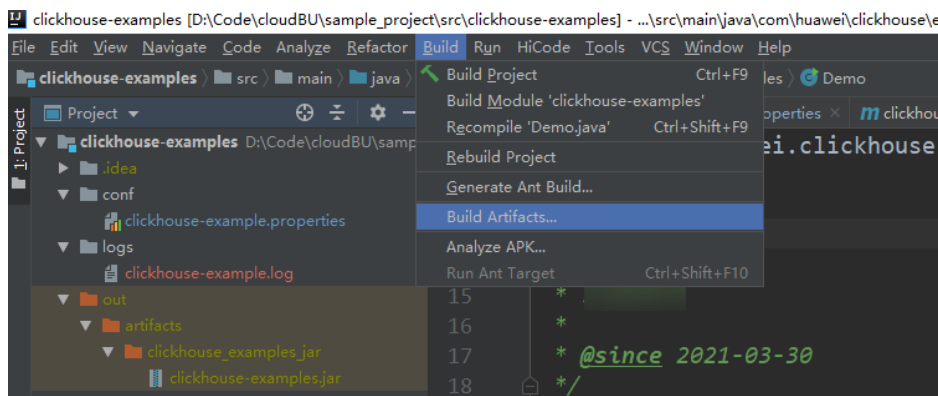 clickhouse-examples [D:\Code\cloudBU\sample_project\src\clickhouse-examples] - ...\src\main\java\com\huawei\clickhouse\e
File Edit View Navigate Code Analyze Refactor Build Run HiCode Tools VCS Window Help
clickhouse-examples src main java les Demo
Build Project Ctrl+F9
Build Module 'clickhouse-examples'
Recompile 'Demo.java' Ctrl+Shift+F9
Rebuild Project
Generate Ant Build...
Build Artifacts...
Analyze APK...
Run Ant Target Ctrl+Shift+F10
1: Project
Project
clickhouse-examples D:\Code\cloudBU\samp
.idea
conf
clickhouse-example.properties
logs
clickhouse-example.log
out
artifacts
clickhouse_examples_jar
clickhouse-examples.jar
operties m clickhou
ei.clickhouse
15 * .
16 *
17 * @since 2021-03-30
18 */